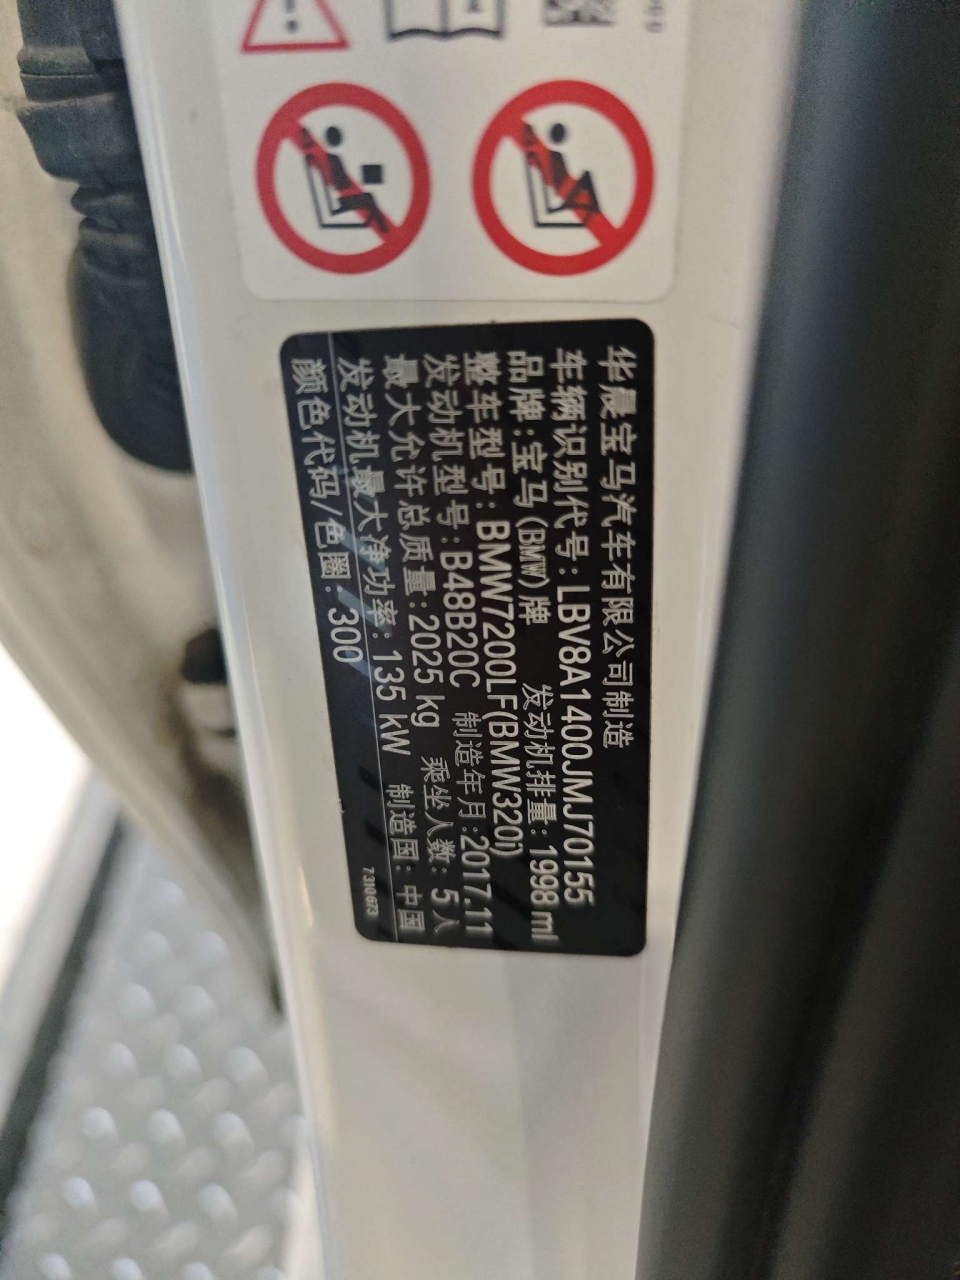 华晨宝马汽车有限公司制造
车辆识别代号:LBV8A1400JMJ70155
品牌:宝马(BMW)牌 发动机排量:1998ml
整车型号:BMW7200LF(BMW320i)
发动机型号:B48B20C 制造年月:2017.11
最大允许总质量:2025 kg 乘坐人数:5人
发动机最大净功率:135 kW 制造国:中国
颜色代码/色圈:300
7310673